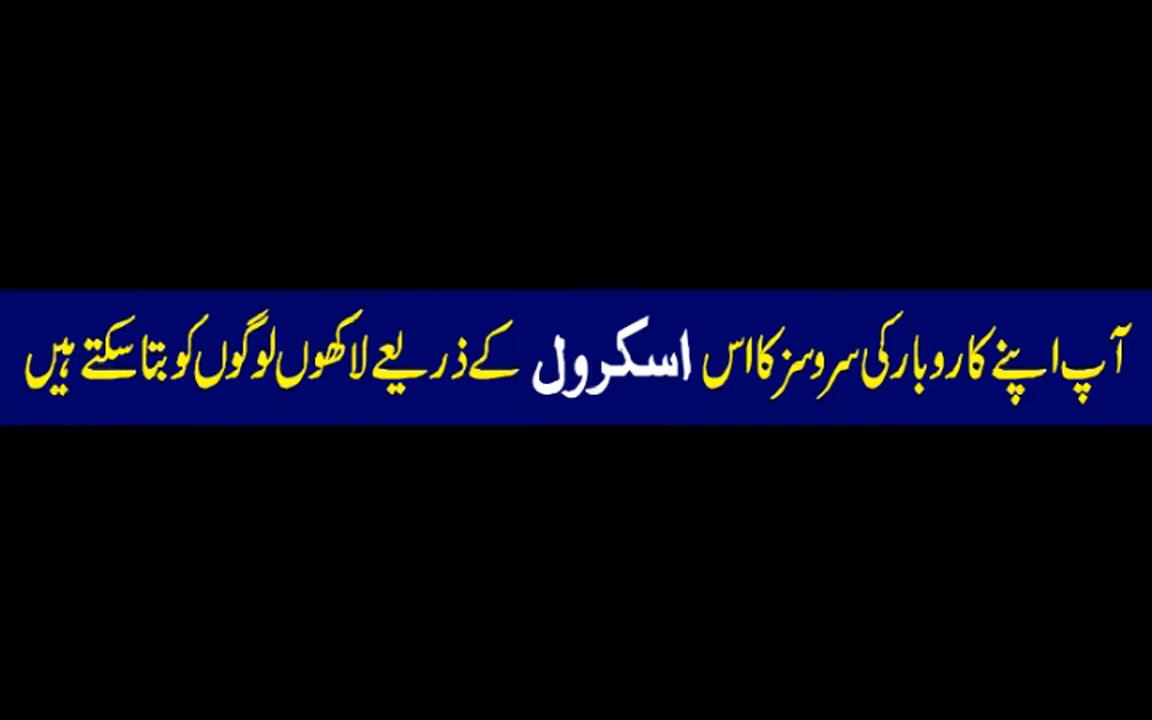 آپ اپنے کاروبار کی سروسز کا اس اسکرول کے ذریعے لاکھوں لوگوں کو بتا سکتے ہیں